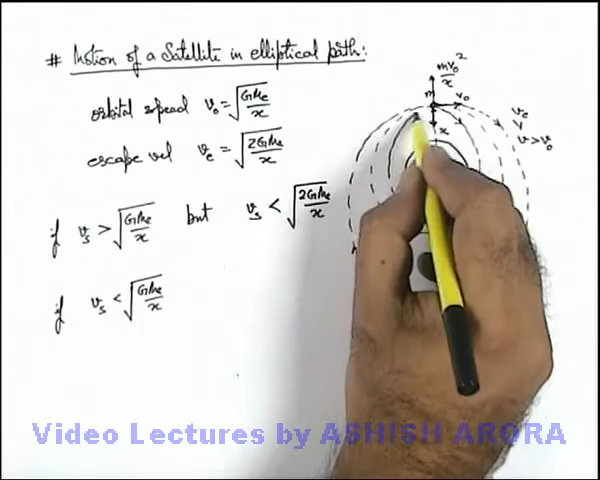 # Motion of a Satellite in elliptical path:
mv₀²/x
orbital speed v₀ = √(GMₑ/x)
m v₀
escape vel vₑ = √(2GMₑ/x)
x
vₑ > v > v₀
if vₛ > √(GMₑ/x) but vₛ < √(2GMₑ/x)
if vₛ < √(GMₑ/x)
Video Lectures by ASHISH ARORA